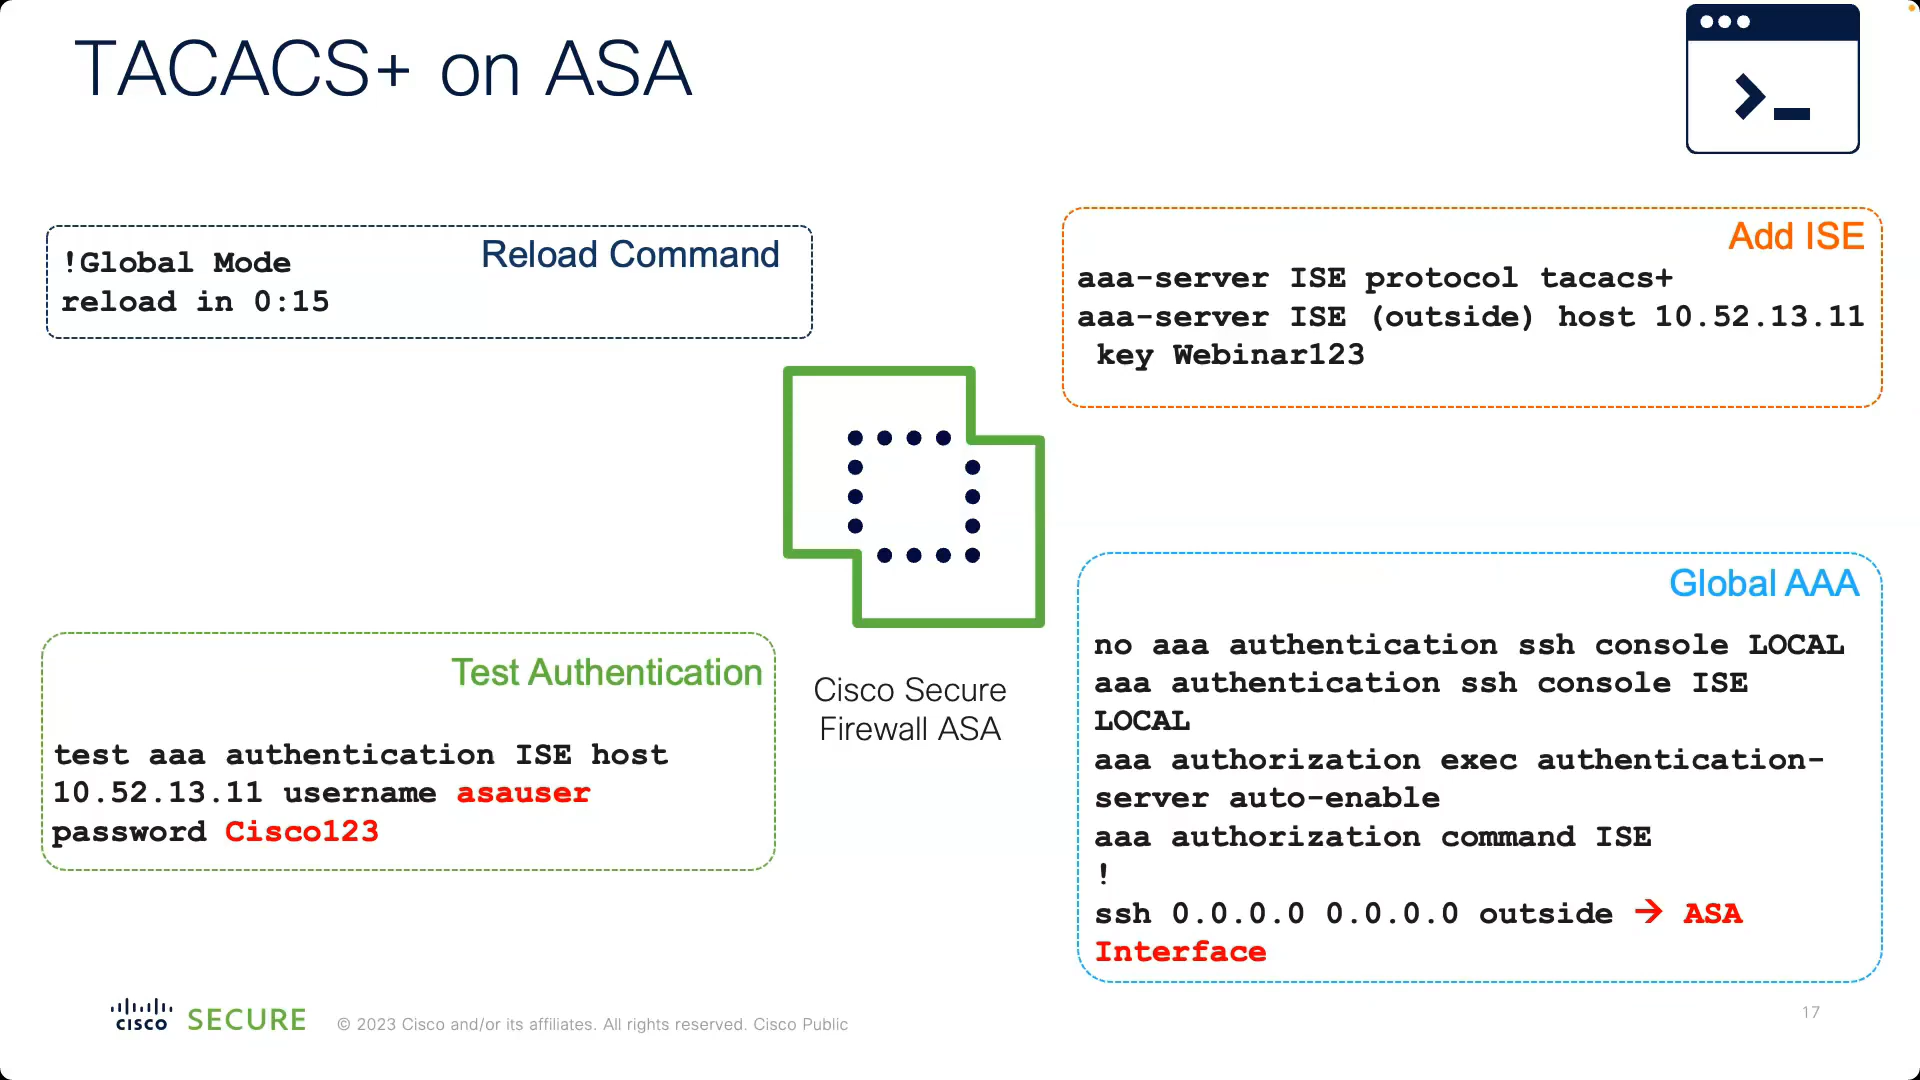 TACACS+ on ASA
Reload Command
!Global Mode
reload in 0:15
Add ISE
aaa-server ISE protocol tacacs+
aaa-server ISE (outside) host 10.52.13.11
 key Webinar123
Test Authentication
test aaa authentication ISE host
10.52.13.11 username asauser
password Cisco123
Cisco Secure
Firewall ASA
Global AAA
no aaa authentication ssh console LOCAL
aaa authentication ssh console ISE
LOCAL
aaa authorization exec authentication-
server auto-enable
aaa authorization command ISE
!
ssh 0.0.0.0 0.0.0.0 outside → ASA
Interface
cisco SECURE
© 2023 Cisco and/or its affiliates. All rights reserved. Cisco Public
17